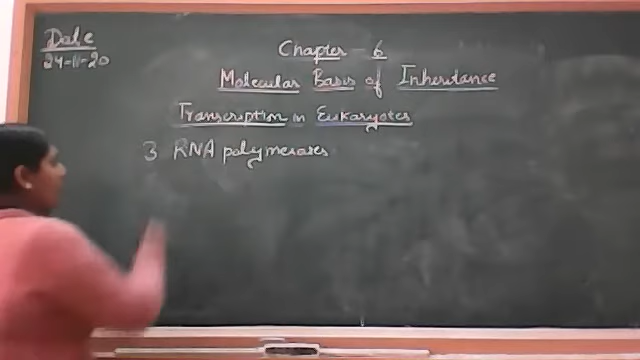 Date
24-11-20
Chapter - 6
Molecular Basis of Inheritance
Transcription in Eukaryotes
3 RNA polymerases